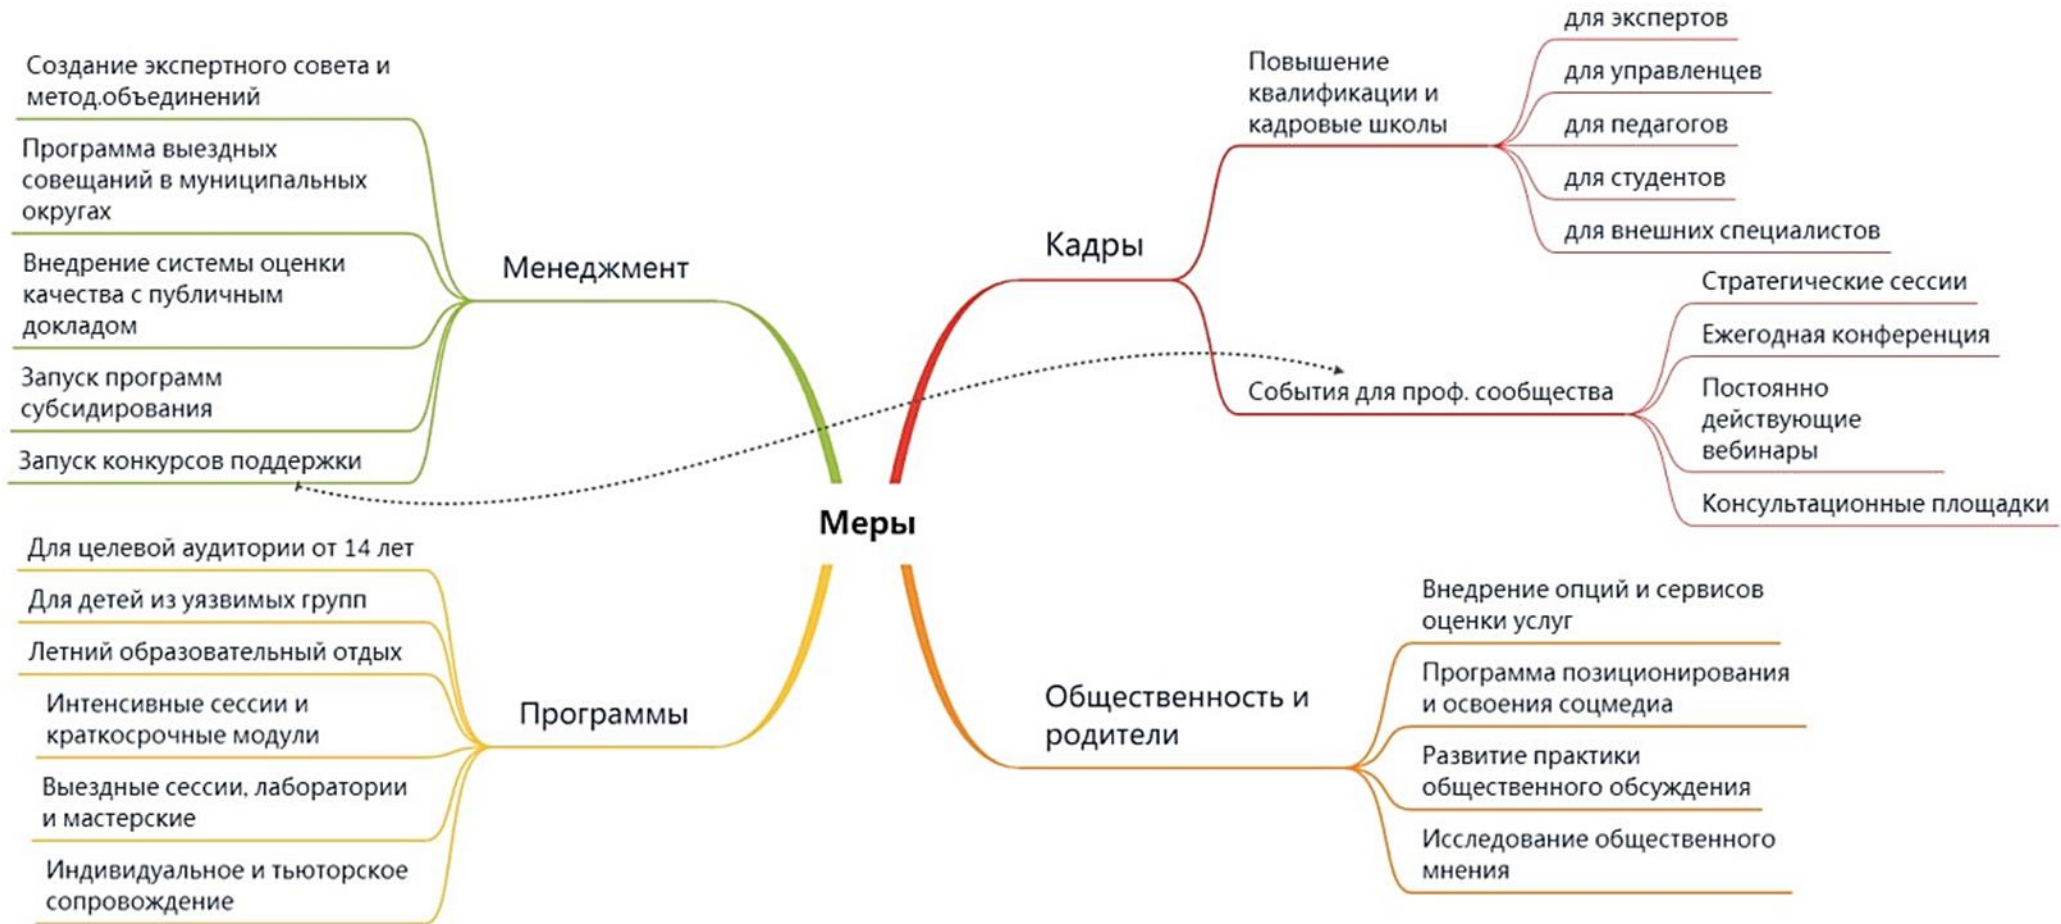 Создание экспертного совета и
метод.объединений
Программа выездных
совещаний в муниципальных
округах
Внедрение системы оценки
качества с публичным
докладом
Запуск программ
субсидирования
Запуск конкурсов поддержки
Менеджмент
Кадры
Повышение
квалификации и
кадровые школы
для экспертов
для управленцев
для педагогов
для студентов
для внешних специалистов
События для проф. сообщества
Стратегические сессии
Ежегодная конференция
Постоянно
действующие
вебинары
Консультационные площадки
Меры
Для целевой аудитории от 14 лет
Для детей из уязвимых групп
Летний образовательный отдых
Интенсивные сессии и
краткосрочные модули
Выездные сессии, лаборатории
и мастерские
Индивидуальное и тьюторское
сопровождение
Программы
Общественность и
родители
Внедрение опций и сервисов
оценки услуг
Программа позиционирования
и освоения соцмедиа
Развитие практики
общественного обсуждения
Исследование общественного
мнения